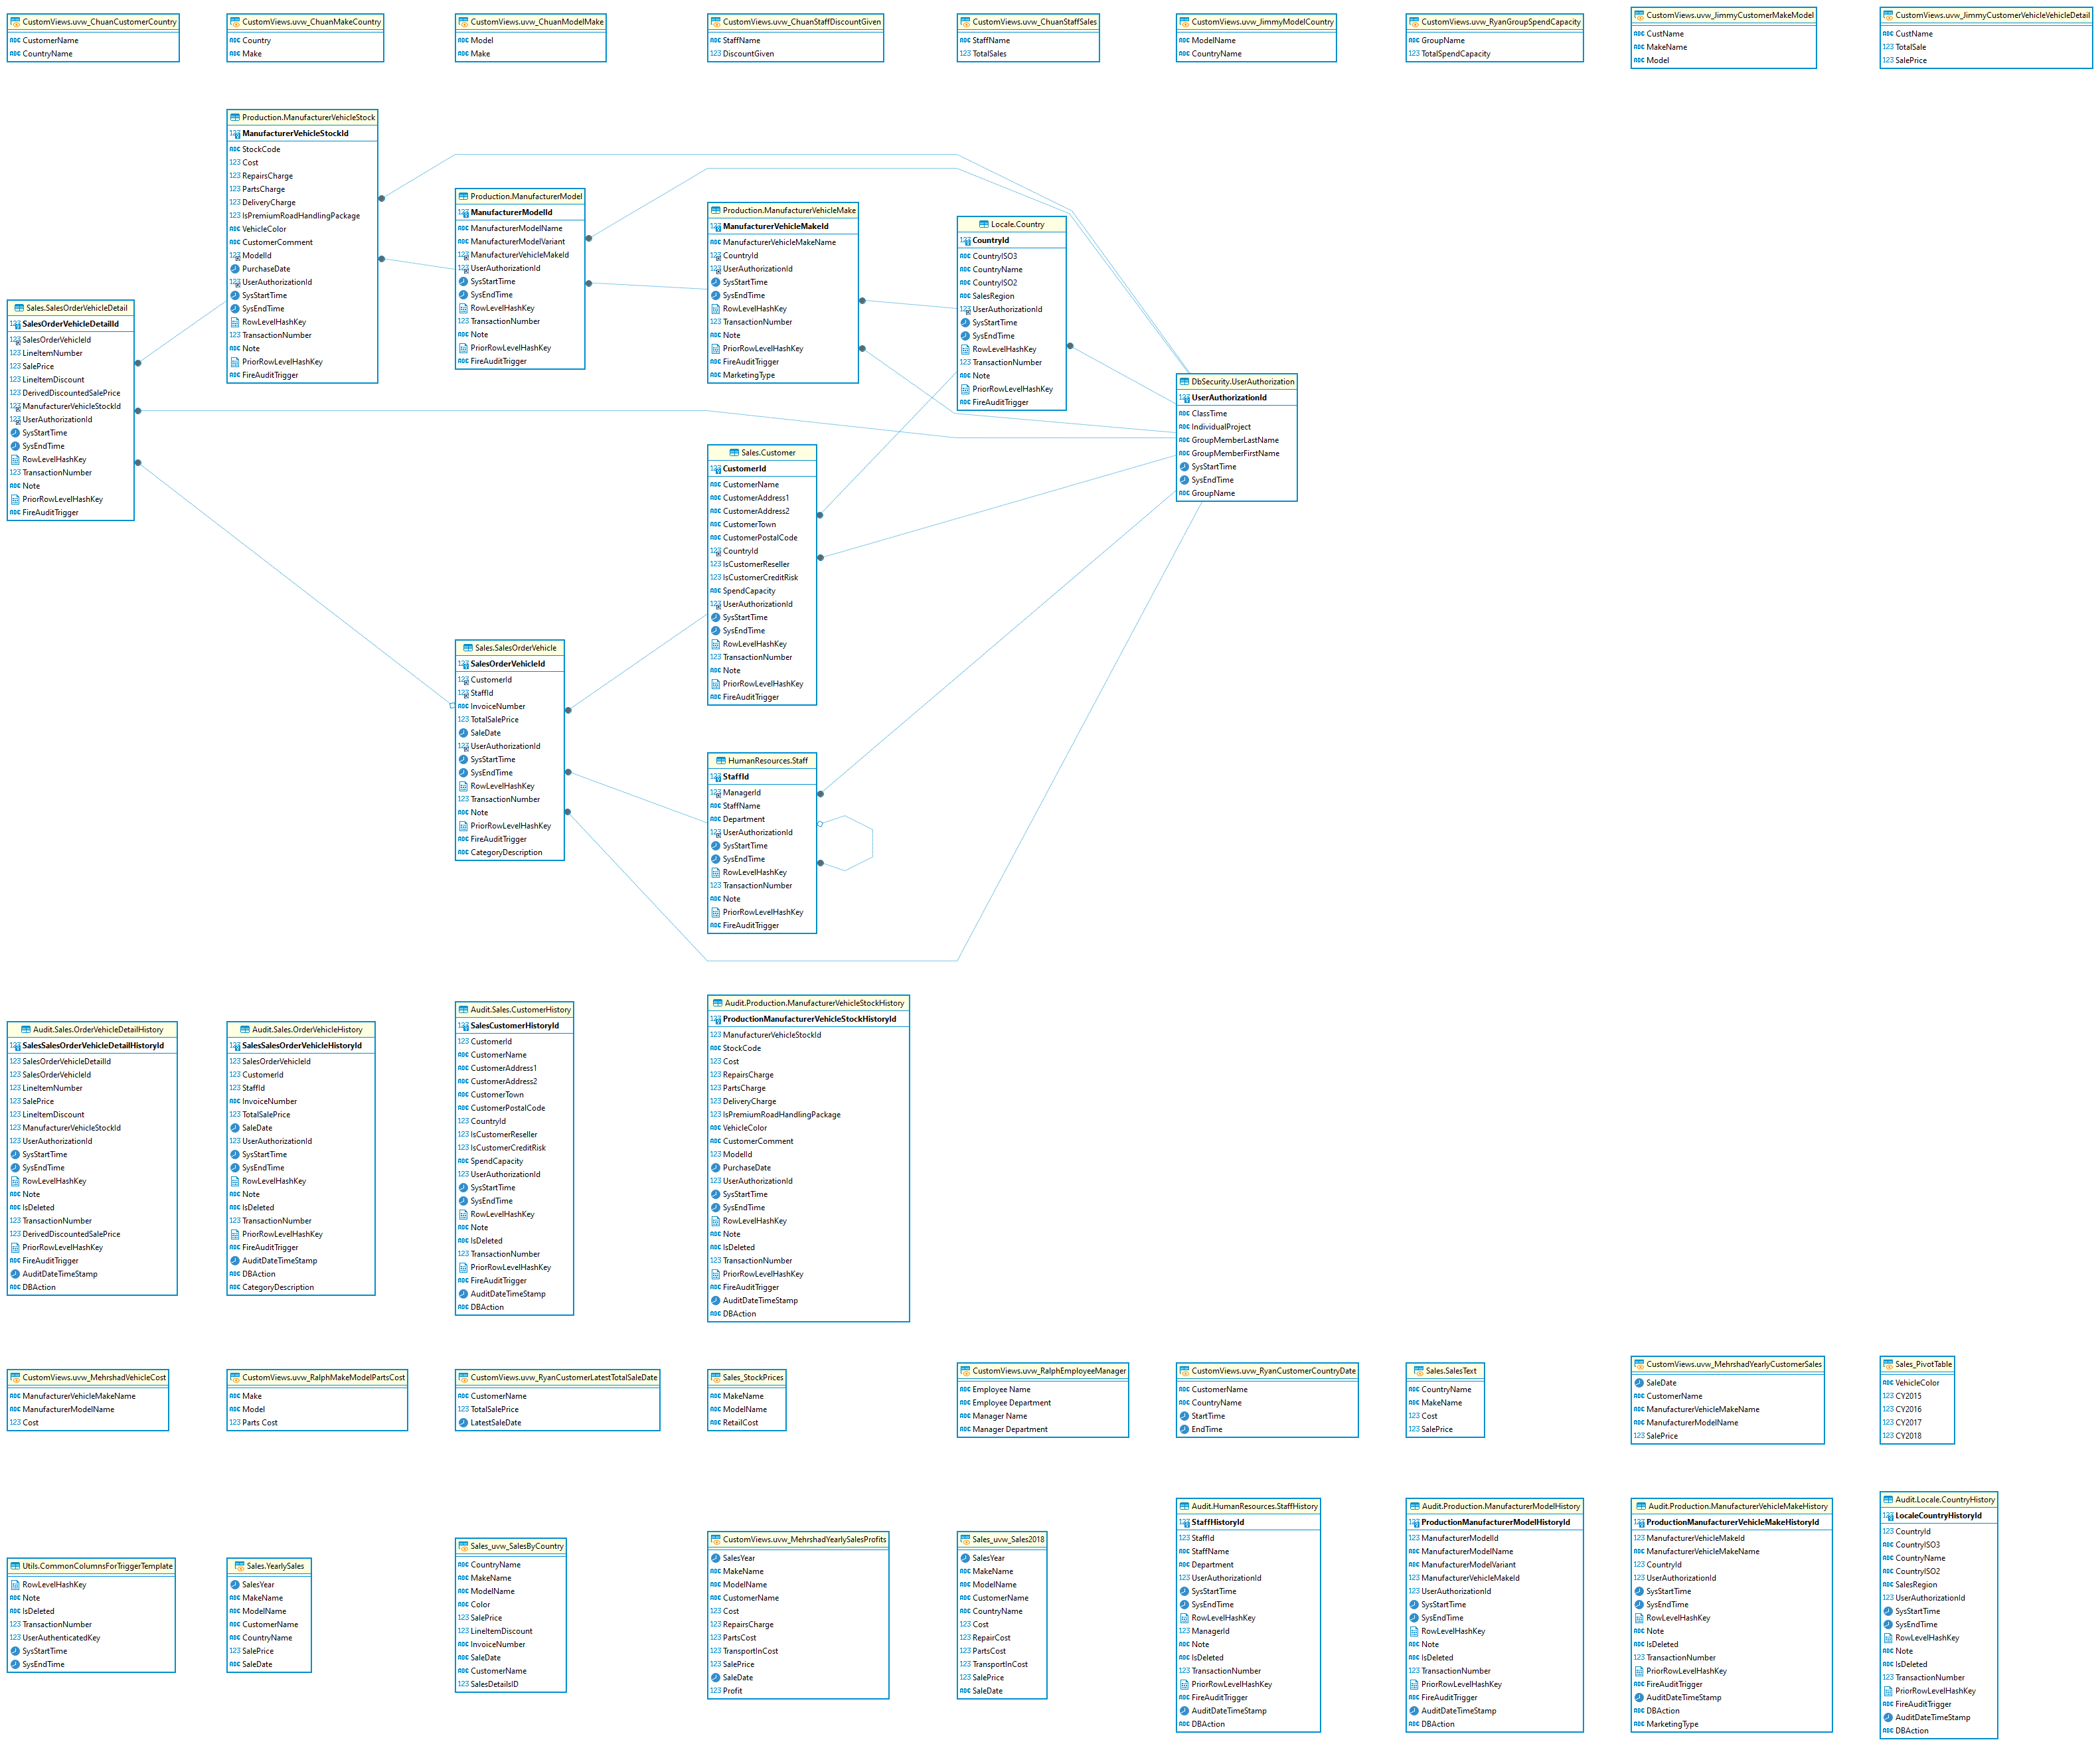 CustomViews.uvw_ChuanCustomerCountry
CustomerName
CountryName
CustomViews.uvw_ChuanMakeCountry
Country
Make
CustomViews.uvw_ChuanModelMake
Model
Make
CustomViews.uvw_ChuanStaffDiscountGiven
StaffName
DiscountGiven
CustomViews.uvw_ChuanStaffSales
StaffName
TotalSales
CustomViews.uvw_JimmyModelCountry
ModelName
CountryName
CustomViews.uvw_RyanGroupSpendCapacity
GroupName
TotalSpendCapacity
CustomViews.uvw_JimmyCustomerMakeModel
CustName
MakeName
Model
CustomViews.uvw_JimmyCustomerVehicleVehicleDetail
CustName
TotalSale
SalePrice
Production.ManufacturerVehicleStock
ManufacturerVehicleStockId
StockCode
Cost
RepairsCharge
PartsCharge
DeliveryCharge
IsPremiumRoadHandlingPackage
VehicleColor
CustomerComment
ModelId
PurchaseDate
UserAuthorizationId
SysStartTime
SysEndTime
RowLevelHashKey
TransactionNumber
Note
PriorRowLevelHashKey
FireAuditTrigger
Production.ManufacturerModel
ManufacturerModelId
ManufacturerModelName
ManufacturerModelVariant
ManufacturerVehicleMakeId
UserAuthorizationId
SysStartTime
SysEndTime
RowLevelHashKey
TransactionNumber
Note
PriorRowLevelHashKey
FireAuditTrigger
Production.ManufacturerVehicleMake
ManufacturerVehicleMakeId
ManufacturerVehicleMakeName
CountryId
UserAuthorizationId
SysStartTime
SysEndTime
RowLevelHashKey
TransactionNumber
Note
PriorRowLevelHashKey
FireAuditTrigger
MarketingType
Locale.Country
CountryId
CountryISO3
CountryName
CountryISO2
SalesRegion
UserAuthorizationId
SysStartTime
SysEndTime
RowLevelHashKey
TransactionNumber
Note
PriorRowLevelHashKey
FireAuditTrigger
Sales.SalesOrderVehicleDetail
SalesOrderVehicleDetailId
SalesOrderVehicleId
LineItemNumber
SalePrice
LineItemDiscount
DerivedDiscountedSalePrice
ManufacturerVehicleStockId
UserAuthorizationId
SysStartTime
SysEndTime
RowLevelHashKey
TransactionNumber
Note
PriorRowLevelHashKey
FireAuditTrigger
DbSecurity.UserAuthorization
UserAuthorizationId
ClassTime
IndividualProject
GroupMemberLastName
GroupMemberFirstName
SysStartTime
SysEndTime
GroupName
Sales.Customer
CustomerId
CustomerName
CustomerAddress1
CustomerAddress2
CustomerTown
CustomerPostalCode
CountryId
IsCustomerReseller
IsCustomerCreditRisk
SpendCapacity
UserAuthorizationId
SysStartTime
SysEndTime
RowLevelHashKey
TransactionNumber
Note
PriorRowLevelHashKey
FireAuditTrigger
Sales.SalesOrderVehicle
SalesOrderVehicleId
CustomerId
StaffId
InvoiceNumber
TotalSalePrice
SaleDate
UserAuthorizationId
SysStartTime
SysEndTime
RowLevelHashKey
TransactionNumber
Note
PriorRowLevelHashKey
FireAuditTrigger
CategoryDescription
HumanResources.Staff
StaffId
ManagerId
StaffName
Department
UserAuthorizationId
SysStartTime
SysEndTime
RowLevelHashKey
TransactionNumber
Note
PriorRowLevelHashKey
FireAuditTrigger
Audit.Sales.OrderVehicleDetailHistory
SalesSalesOrderVehicleDetailHistoryId
SalesOrderVehicleDetailId
SalesOrderVehicleId
LineItemNumber
SalePrice
LineItemDiscount
ManufacturerVehicleStockId
UserAuthorizationId
SysStartTime
SysEndTime
RowLevelHashKey
Note
IsDeleted
TransactionNumber
DerivedDiscountedSalePrice
PriorRowLevelHashKey
FireAuditTrigger
AuditDateTimeStamp
DBAction
Audit.Sales.OrderVehicleHistory
SalesSalesOrderVehicleHistoryId
SalesOrderVehicleId
CustomerId
StaffId
InvoiceNumber
TotalSalePrice
SaleDate
UserAuthorizationId
SysStartTime
SysEndTime
RowLevelHashKey
Note
IsDeleted
TransactionNumber
PriorRowLevelHashKey
FireAuditTrigger
AuditDateTimeStamp
DBAction
CategoryDescription
Audit.Sales.CustomerHistory
SalesCustomerHistoryId
CustomerId
CustomerName
CustomerAddress1
CustomerAddress2
CustomerTown
CustomerPostalCode
CountryId
IsCustomerReseller
IsCustomerCreditRisk
SpendCapacity
UserAuthorizationId
SysStartTime
SysEndTime
RowLevelHashKey
Note
IsDeleted
TransactionNumber
PriorRowLevelHashKey
FireAuditTrigger
AuditDateTimeStamp
DBAction
Audit.Production.ManufacturerVehicleStockHistory
ProductionManufacturerVehicleStockHistoryId
ManufacturerVehicleStockId
StockCode
Cost
RepairsCharge
PartsCharge
DeliveryCharge
IsPremiumRoadHandlingPackage
VehicleColor
CustomerComment
ModelId
PurchaseDate
UserAuthorizationId
SysStartTime
SysEndTime
RowLevelHashKey
Note
IsDeleted
TransactionNumber
PriorRowLevelHashKey
FireAuditTrigger
AuditDateTimeStamp
DBAction
CustomViews.uvw_MehrshadVehicleCost
ManufacturerVehicleMakeName
ManufacturerModelName
Cost
CustomViews.uvw_RalphMakeModelPartsCost
Make
Model
Parts Cost
CustomViews.uvw_RyanCustomerLatestTotalSaleDate
CustomerName
TotalSalePrice
LatestSaleDate
Sales_StockPrices
MakeName
ModelName
RetailCost
CustomViews.uvw_RalphEmployeeManager
Employee Name
Employee Department
Manager Name
Manager Department
CustomViews.uvw_RyanCustomerCountryDate
CustomerName
CountryName
StartTime
EndTime
Sales.SalesText
CountryName
MakeName
Cost
SalePrice
CustomViews.uvw_MehrshadYearlyCustomerSales
SaleDate
CustomerName
ManufacturerVehicleMakeName
ManufacturerModelName
SalePrice
Sales_PivotTable
VehicleColor
CY2015
CY2016
CY2017
CY2018
Utils.CommonColumnsForTriggerTemplate
RowLevelHashKey
Note
IsDeleted
TransactionNumber
UserAuthenticatedKey
SysStartTime
SysEndTime
Sales.YearlySales
SalesYear
MakeName
ModelName
CustomerName
CountryName
SalePrice
SaleDate
Sales_uvw_SalesByCountry
CountryName
MakeName
ModelName
Color
SalePrice
LineItemDiscount
InvoiceNumber
SaleDate
CustomerName
SalesDetailsID
CustomViews.uvw_MehrshadYearlySalesProfits
SalesYear
MakeName
ModelName
CustomerName
Cost
RepairsCharge
PartsCost
TransportInCost
SalePrice
SaleDate
Profit
Sales_uvw_Sales2018
SalesYear
MakeName
ModelName
CustomerName
CountryName
Cost
RepairCost
PartsCost
TransportInCost
SalePrice
SaleDate
Audit.HumanResources.StaffHistory
StaffHistoryId
StaffId
StaffName
Department
UserAuthorizationId
SysStartTime
SysEndTime
RowLevelHashKey
ManagerId
Note
IsDeleted
TransactionNumber
PriorRowLevelHashKey
FireAuditTrigger
AuditDateTimeStamp
DBAction
Audit.Production.ManufacturerModelHistory
ProductionManufacturerModelHistoryId
ManufacturerModelId
ManufacturerModelName
ManufacturerModelVariant
ManufacturerVehicleMakeId
UserAuthorizationId
SysStartTime
SysEndTime
RowLevelHashKey
Note
IsDeleted
TransactionNumber
PriorRowLevelHashKey
FireAuditTrigger
AuditDateTimeStamp
DBAction
Audit.Production.ManufacturerVehicleMakeHistory
ProductionManufacturerVehicleMakeHistoryId
ManufacturerVehicleMakeId
ManufacturerVehicleMakeName
CountryId
UserAuthorizationId
SysStartTime
SysEndTime
RowLevelHashKey
Note
IsDeleted
TransactionNumber
PriorRowLevelHashKey
FireAuditTrigger
AuditDateTimeStamp
DBAction
MarketingType
Audit.Locale.CountryHistory
LocaleCountryHistoryId
CountryId
CountryISO3
CountryName
CountryISO2
SalesRegion
UserAuthorizationId
SysStartTime
SysEndTime
RowLevelHashKey
Note
IsDeleted
TransactionNumber
PriorRowLevelHashKey
FireAuditTrigger
AuditDateTimeStamp
DBAction